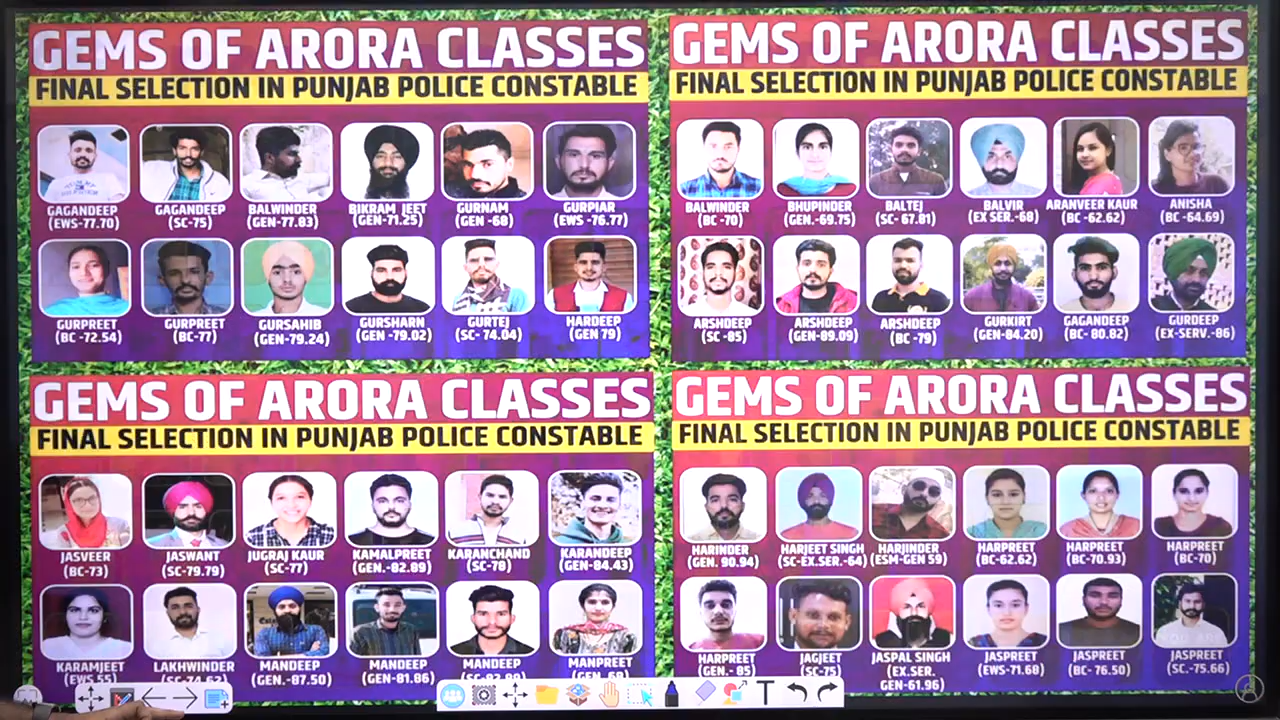 GEMS OF ARORA CLASSES
FINAL SELECTION IN PUNJAB POLICE CONSTABLE
GAGANDEEP GAGANDEEP BALWINDER BIKRAM JEET GURNAM GURPIAR
(EWS-77.70) (SC-75) (GEN-77.83) (GEN-71.25) (GEN -68) (EWS -76.77)
GURPREET GURPREET GURSAHIB GURSHARN GURTEJ HARDEEP
(BC -72.54) (BC-77) (GEN-79.24) (GEN -79.02) (SC- 74.04) (GEN 79)
GEMS OF ARORA CLASSES
FINAL SELECTION IN PUNJAB POLICE CONSTABLE
BALWINDER BHUPINDER BALTEJ BALVIR ARANVEER KAUR ANISHA
(BC -70) (GEN.-69.75) (SC- 67.81) (EX SER.-68) (BC -62.62) (BC -64.69)
ARSHDEEP ARSHDEEP ARSHDEEP GURKIRT GAGANDEEP GURDEEP
(SC -85) (GEN-89.09) (BC -79) (GEN-84.20) (BC- 80.82) (EX-SERV.-86)
GEMS OF ARORA CLASSES
FINAL SELECTION IN PUNJAB POLICE CONSTABLE
JASVEER JASWANT JUGRAJ KAUR KAMALPREET KARANCHAND KARANDEEP
(BC-73) (SC-79.79) (SC-77) (GEN.-82.89) (SC-78) (GEN-84.43)
KARAMJEET LAKHWINDER MANDEEP MANDEEP MANDEEP MANPREET
(EWS 55) (GEN.-87.50) (GEN-81.86)
GEMS OF ARORA CLASSES
FINAL SELECTION IN PUNJAB POLICE CONSTABLE
HARINDER HARJEET SINGH HARJINDER HARPREET HARPREET HARPREET
(GEN. 90.94) (SC-EX.SER.-64) (ESM-GEN 59) (BC-62.62) (BC-70.93) (BC-70)
HARPREET JAGJEET JASPAL SINGH JASPREET JASPREET JASPREET
(GEN.- 85) (SC-75) (EX.SER. (EWS-71.68) (BC- 76.50) (SC.-75.66)
GEN-61.96)
T